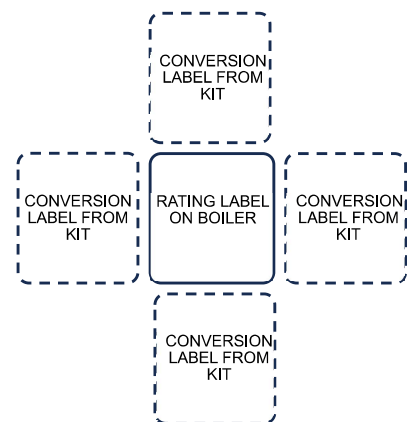 CONVERSION
LABEL FROM
KIT
CONVERSION
LABEL FROM
KIT
RATING LABEL
ON BOILER
CONVERSION
LABEL FROM
KIT
CONVERSION
LABEL FROM
KIT